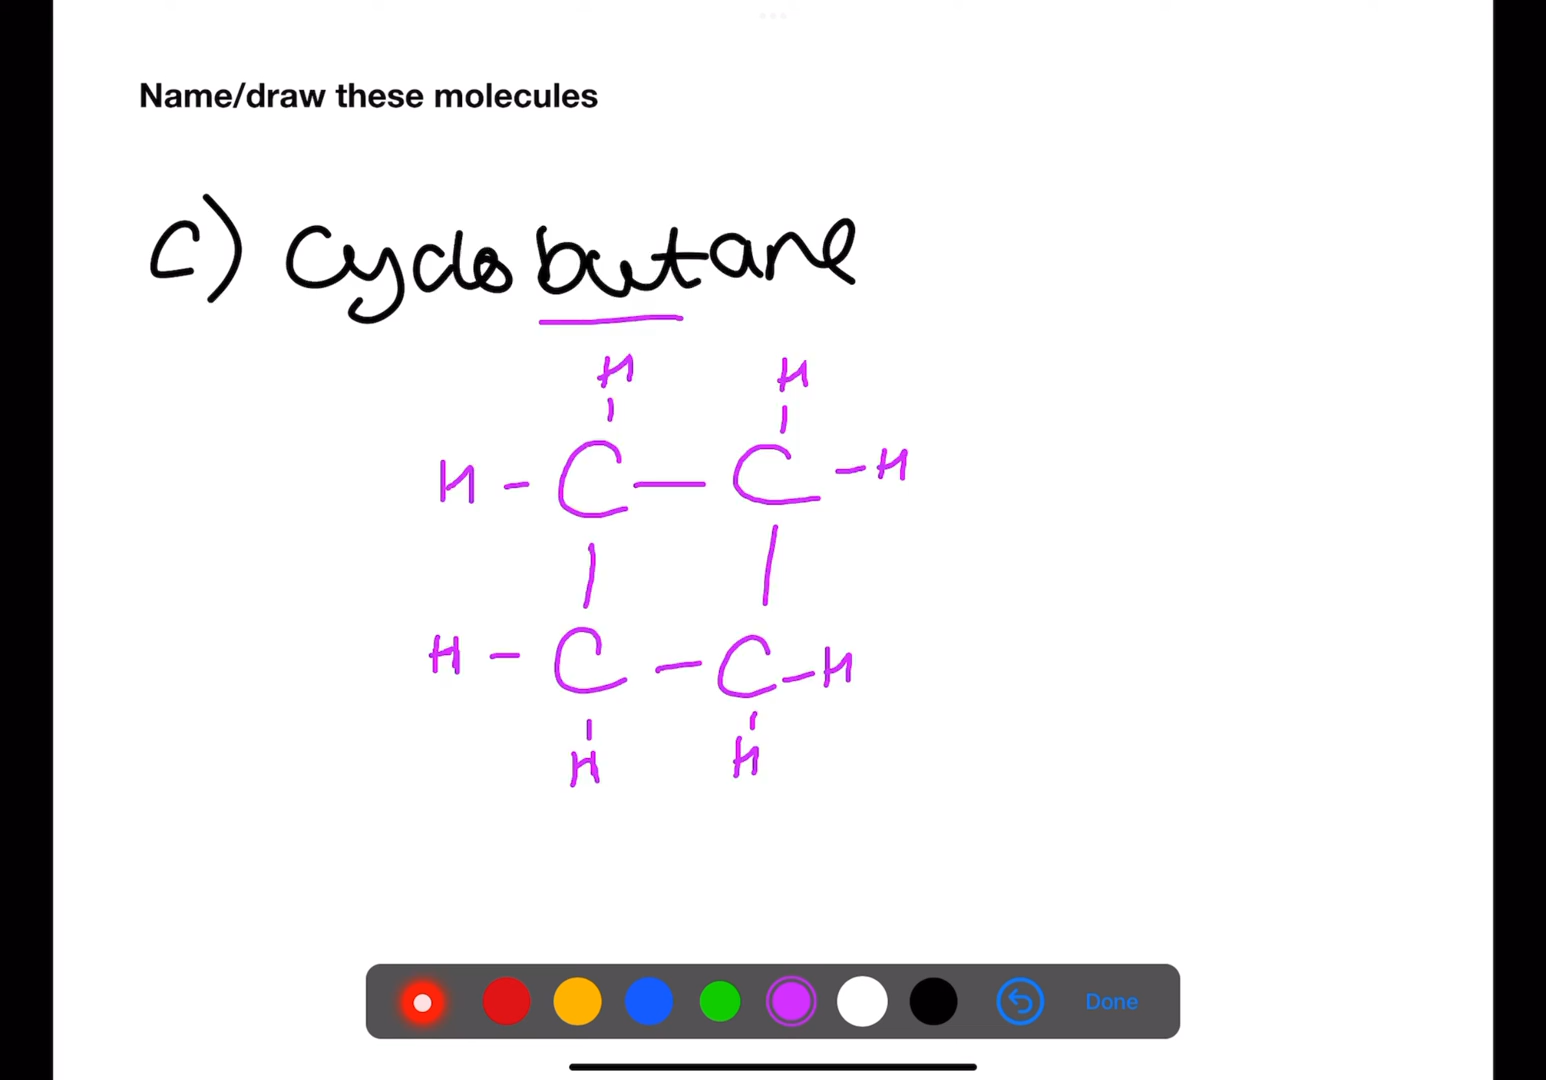 Name/draw these molecules
c) Cyclobutane
H H
H - C — C - H
H - C - C - H
H H
Done